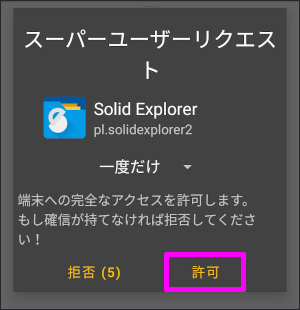 スーパーユーザーリクエス
ト
Solid Explorer
pl.solidexplorer2
一度だけ
端末への完全なアクセスを許可します。
もし確信が持てなければ拒否してくださ
い！
拒否 (5) 許可